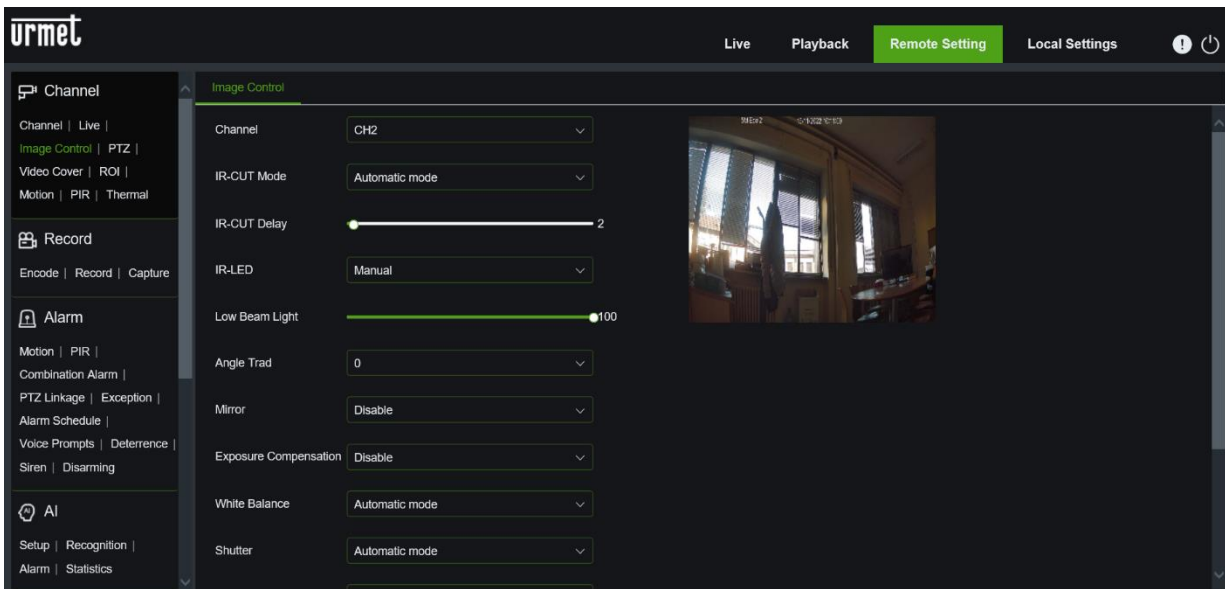 urmet
Live Playback Remote Setting Local Settings
Channel
Channel | Live |
Image Control | PTZ |
Video Cover | ROI |
Motion | PIR | Thermal
Record
Encode | Record | Capture
Alarm
Motion | PIR |
Combination Alarm |
PTZ Linkage | Exception |
Alarm Schedule |
Voice Prompts | Deterrence |
Siren | Disarming
AI
Setup | Recognition |
Alarm | Statistics
Image Control
Channel CH2
IR-CUT Mode Automatic mode
IR-CUT Delay 2
IR-LED Manual
Low Beam Light 100
Angle Trad 0
Mirror Disable
Exposure Compensation Disable
White Balance Automatic mode
Shutter Automatic mode